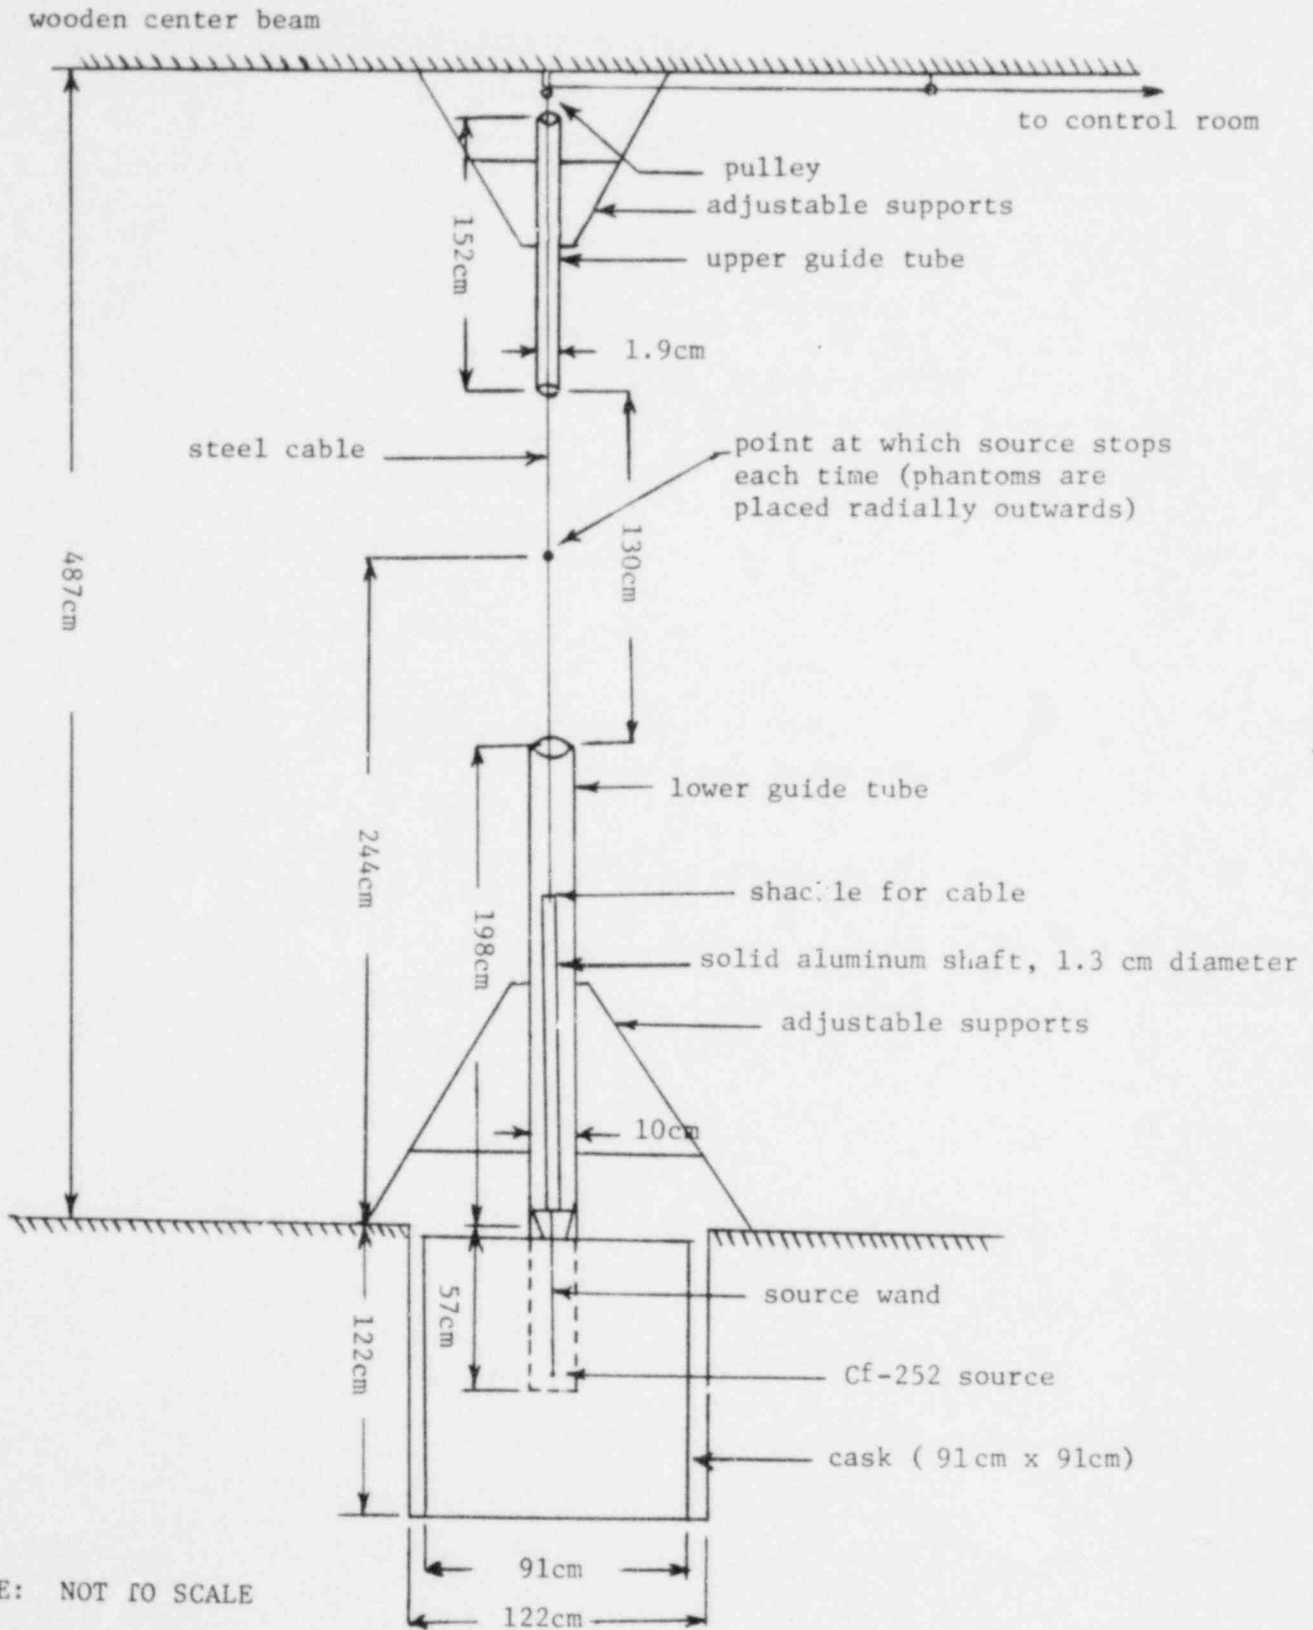 wooden center beam
to control room
pulley
adjustable supports
152cm
upper guide tube
1.9cm
steel cable
point at which source stops
each time (phantoms are
placed radially outwards)
130cm
487cm
lower guide tube
244cm
shackle for cable
198cm
solid aluminum shaft, 1.3 cm diameter
adjustable supports
10cm
57cm
source wand
122cm
Cf-252 source
cask ( 91cm x 91cm)
91cm
E: NOT TO SCALE
122cm